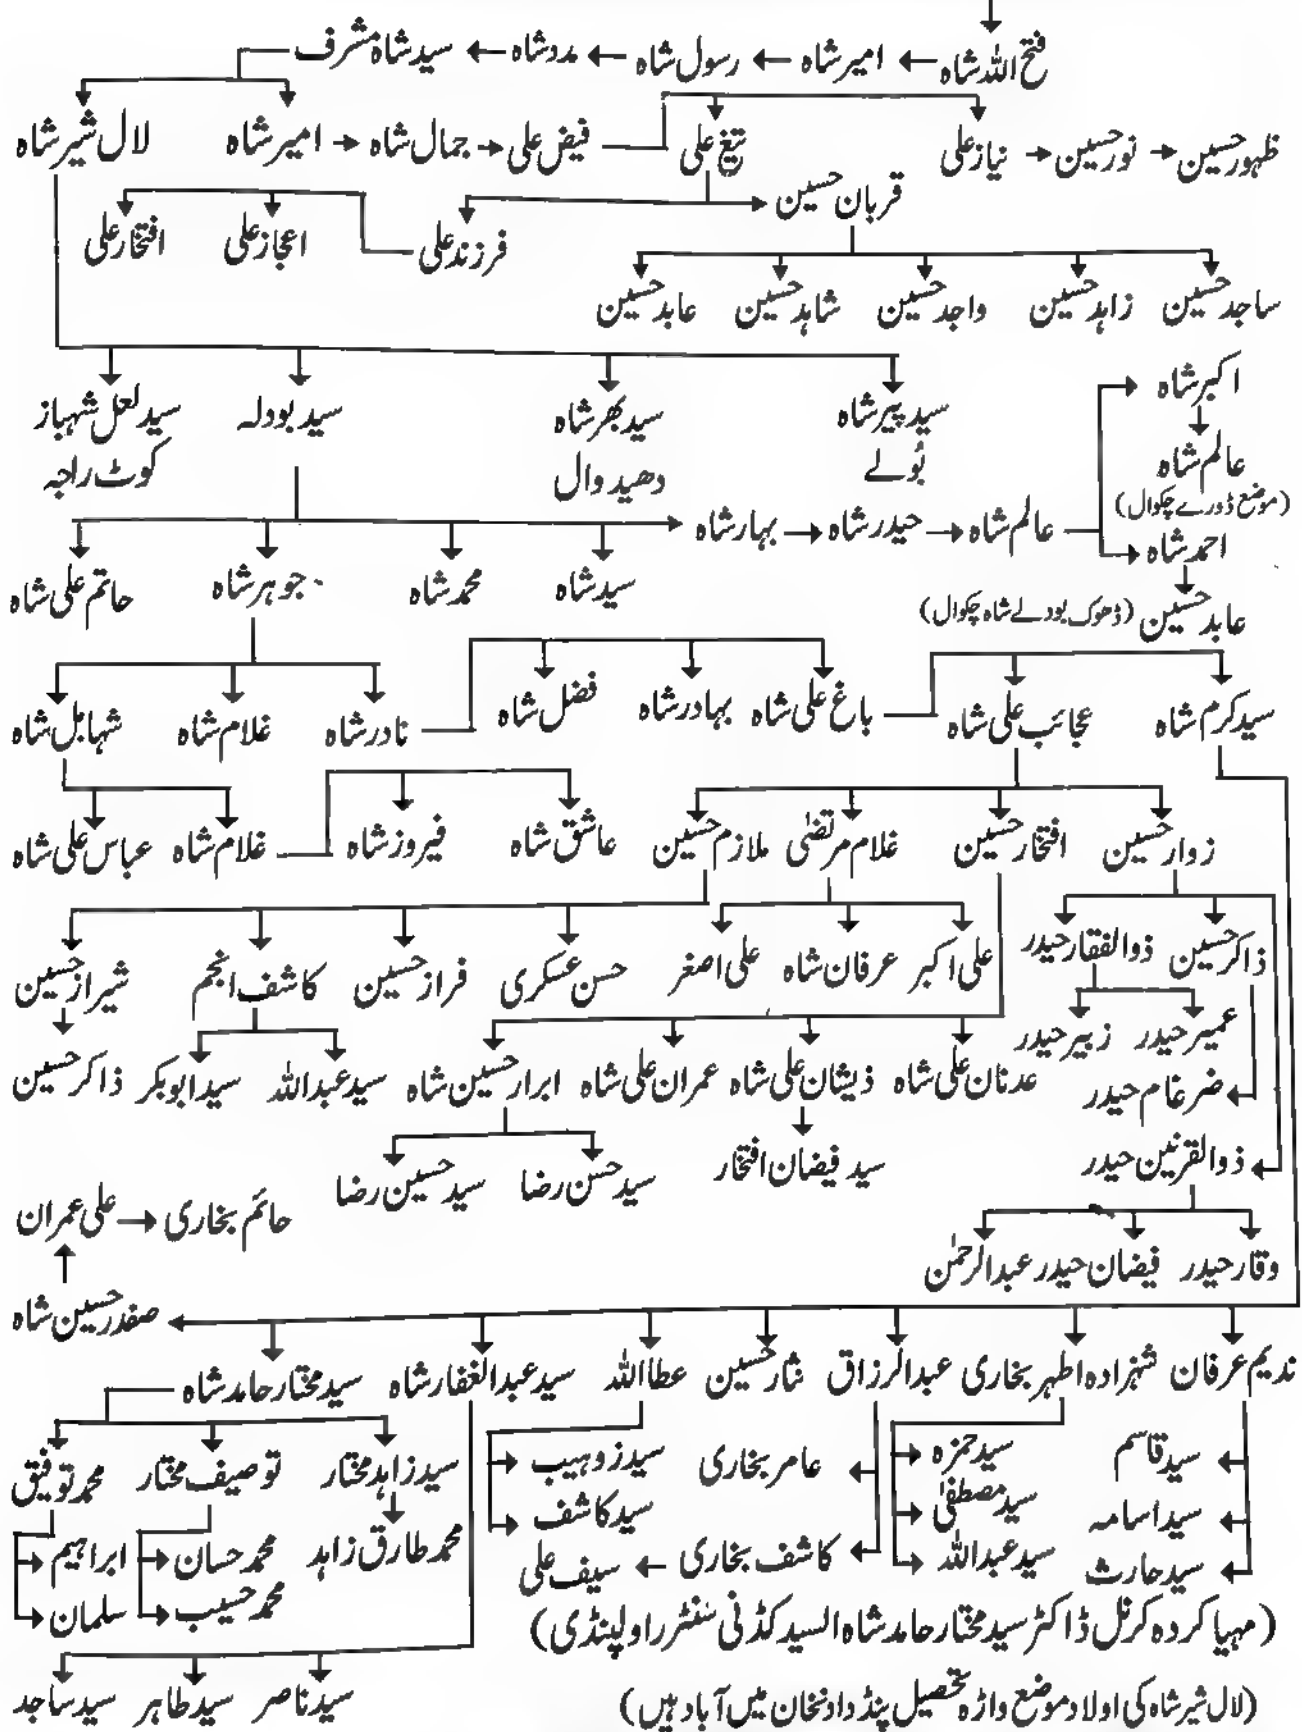 فتح اللہ شاہ ← امیر شاہ ← رسول شاہ ← مدد شاہ ← سید شاہ مشرف
لال شیر شاہ امیر شاہ → جمال شاہ → فیض علی تیغ علی نیاز علی → نور حسین → ظہور حسین
قربان حسین
فرزند علی اعجاز علی افتخار علی
ساجد حسین زاہد حسین واجد حسین شاہد حسین عابد حسین
اکبر شاہ
سید پیر شاہ سید بھر شاہ سید بودلہ سید لعل شہباز
عالم شاہ
بُولے دھیدوال کوٹ راجہ
(موضع ڈورے چکوال)
بہار شاہ → حیدر شاہ → عالم شاہ
احمد شاہ
سید شاہ محمد شاہ جوہر شاہ حاتم علی شاہ
عابد حسین (ڈھوک بودلے شاہ چکوال)
سید کرم شاہ عجائب علی شاہ باغ علی شاہ بہادر شاہ فضل شاہ نادر شاہ غلام شاہ شہابل شاہ
زوار حسین افتخار حسین غلام مرتضیٰ ملازم حسین عاشق شاہ فیروز شاہ غلام شاہ عباس علی شاہ
ذاکر حسین ذوالفقار حیدر علی اکبر عرفان شاہ علی اصغر حسن عسکری فراز حسین کاشف انجم شیراز حسین
عمیر حیدر زبیر حیدر
عدنان علی شاہ ذیشان علی شاہ عمران علی شاہ ابرار حسین شاہ سید عبداللہ سید ابوبکر ذاکر حسین
ضرغام حیدر
ذوالقرنین حیدر
سید فیضان افتخار سید حسن رضا سید حسین رضا
علی عمران → حائم بخاری
وقار حیدر فیضان حیدر عبدالرحمٰن
صفدر حسین شاہ
ندیم عرفان شہزادہ اطہر بخاری عبدالرزاق نثار حسین عطا اللہ سید عبدالغفار شاہ سید مختار حامد شاہ
سید قاسم سید حمزہ عامر بخاری سید زوہیب سید زاہد مختار توصیف مختار محمد توفیق
سید اسامہ سید مصطفیٰ سید کاشف
سید حارث سید عبداللہ کاشف بخاری ← سیف علی محمد طارق زاہد محمد حسان ابراہیم
محمد حسیب سلمان
(مہیا کردہ کرنل ڈاکٹر سید مختار حامد شاہ السید کڈنی سنٹر راولپنڈی)
سید ناصر سید طاہر سید ساجد
(لال شیر شاہ کی اولاد موضع واڑہ تحصیل پنڈ دادنخان میں آباد ہیں)